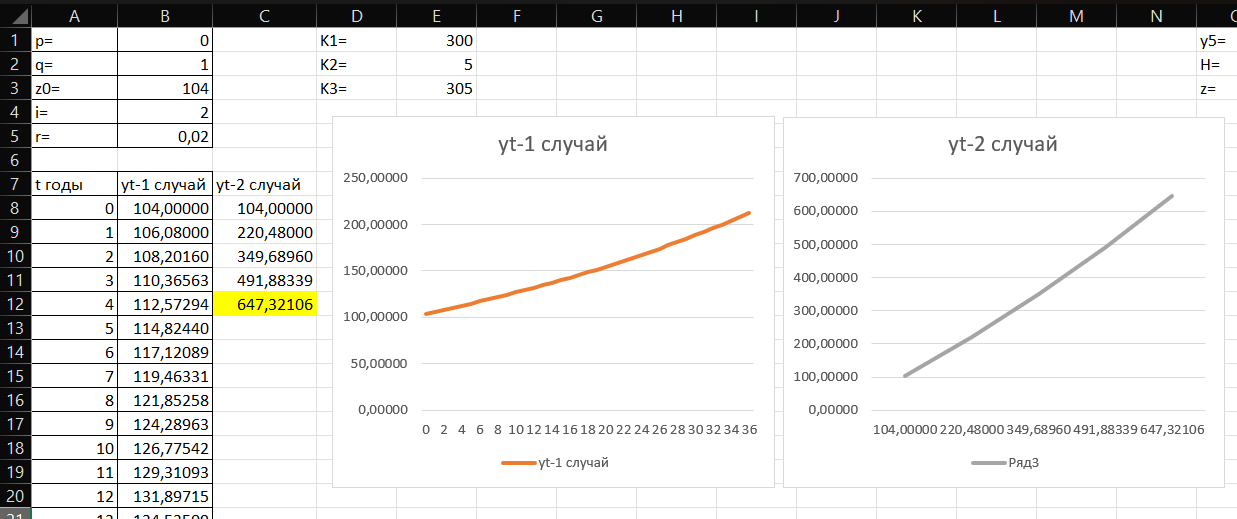 A B C D E F G H I J K L M N
1 p= 0 K1= 300 y5=
2 q= 1 K2= 5 H=
3 z0= 104 K3= 305 z=
4 i= 2
5 r= 0,02
6
7 t годы yt-1 случай yt-2 случай
8 0 104,00000 104,00000
9 1 106,08000 220,48000
10 2 108,20160 349,68960
11 3 110,36563 491,88339
12 4 112,57294 647,32106
13 5 114,82440
14 6 117,12089
15 7 119,46331
16 8 121,85258
17 9 124,28963
18 10 126,77542
19 11 129,31093
20 12 131,89715
yt-1 случай
250,00000
200,00000
150,00000
100,00000
50,00000
0,00000
0 2 4 6 8 10 12 14 16 18 20 22 24 26 28 30 32 34 36
yt-1 случай
yt-2 случай
700,00000
600,00000
500,00000
400,00000
300,00000
200,00000
100,00000
0,00000
104,00000 220,48000 349,68960 491,88339 647,32106
Ряд3